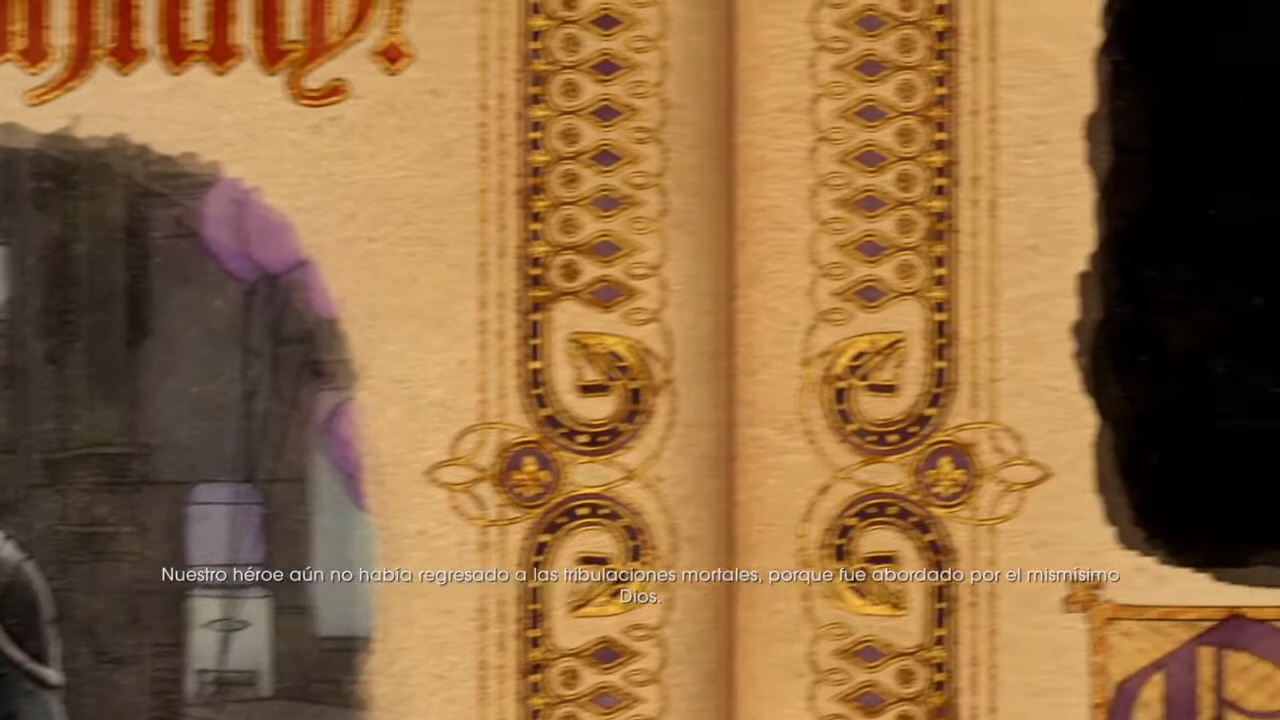 Nuestro héroe aún no había regresado a las tribulaciones mortales, porque fue abordado por el mismísimo
Dios.